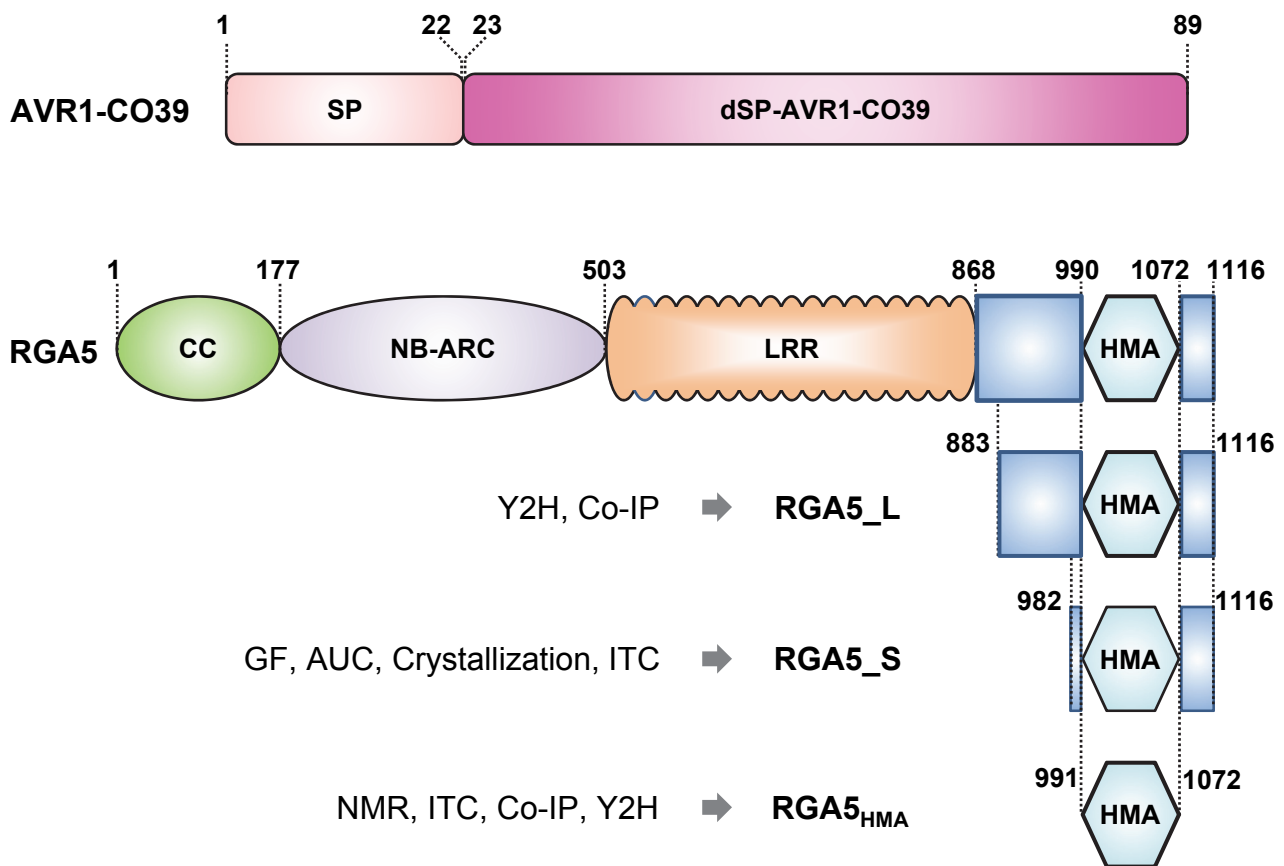 1 22 23 89
AVR1-CO39 SP dSP-AVR1-CO39
1 177 503 868 990 1072 1116
RGA5 CC NB-ARC LRR HMA
883 1116
Y2H, Co-IP RGA5_L HMA
982 1116
GF, AUC, Crystallization, ITC RGA5_S HMA
991 1072
NMR, ITC, Co-IP, Y2H RGA5HMA HMA